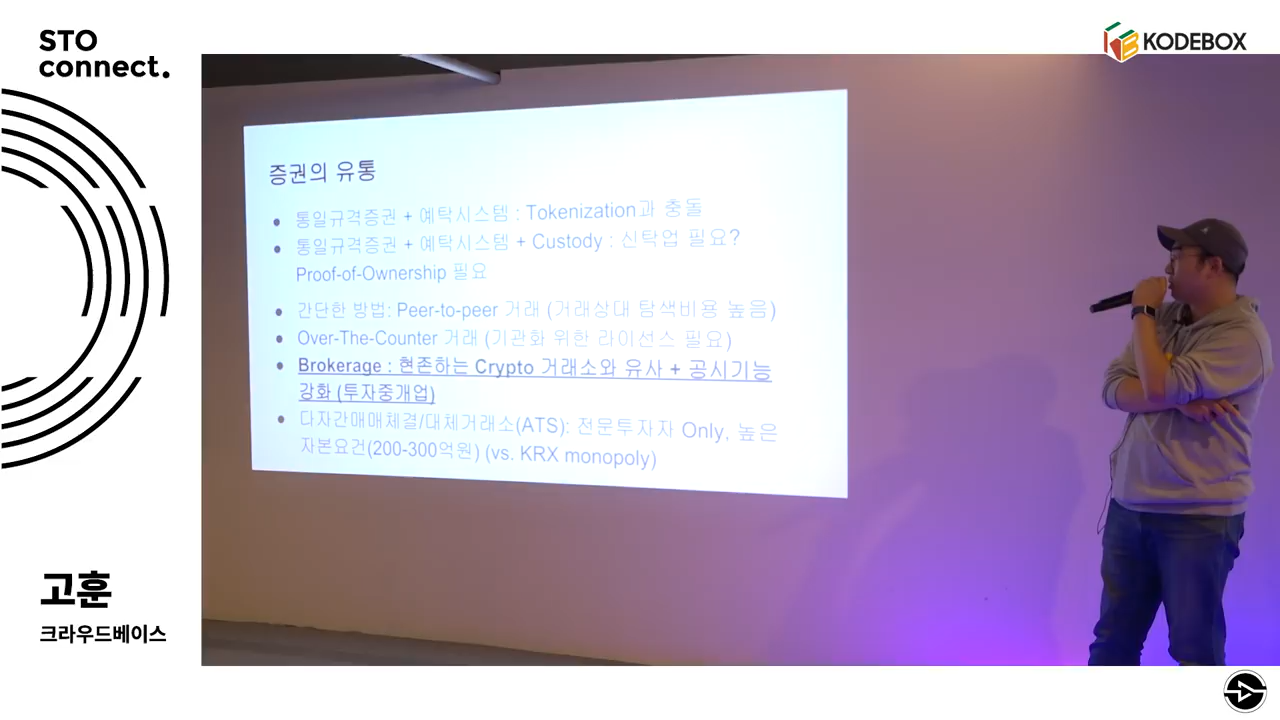 STO
connect.
KODEBOX
증권의 유통
● 통일규격증권 + 예탁시스템 : Tokenization과 충돌
● 통일규격증권 + 예탁시스템 + Custody : 신탁업 필요?
Proof-of-Ownership 필요
● 간단한 방법: Peer-to-peer 거래 (거래상대 탐색비용 높음)
● Over-The-Counter 거래 (기관화 위한 라이선스 필요)
● Brokerage : 현존하는 Crypto 거래소와 유사 + 공시기능
강화 (투자중개업)
● 다자간매매체결/대체거래소(ATS): 전문투자자 Only, 높은
자본요건(200-300억원) (vs. KRX monopoly)
고훈
크라우드베이스